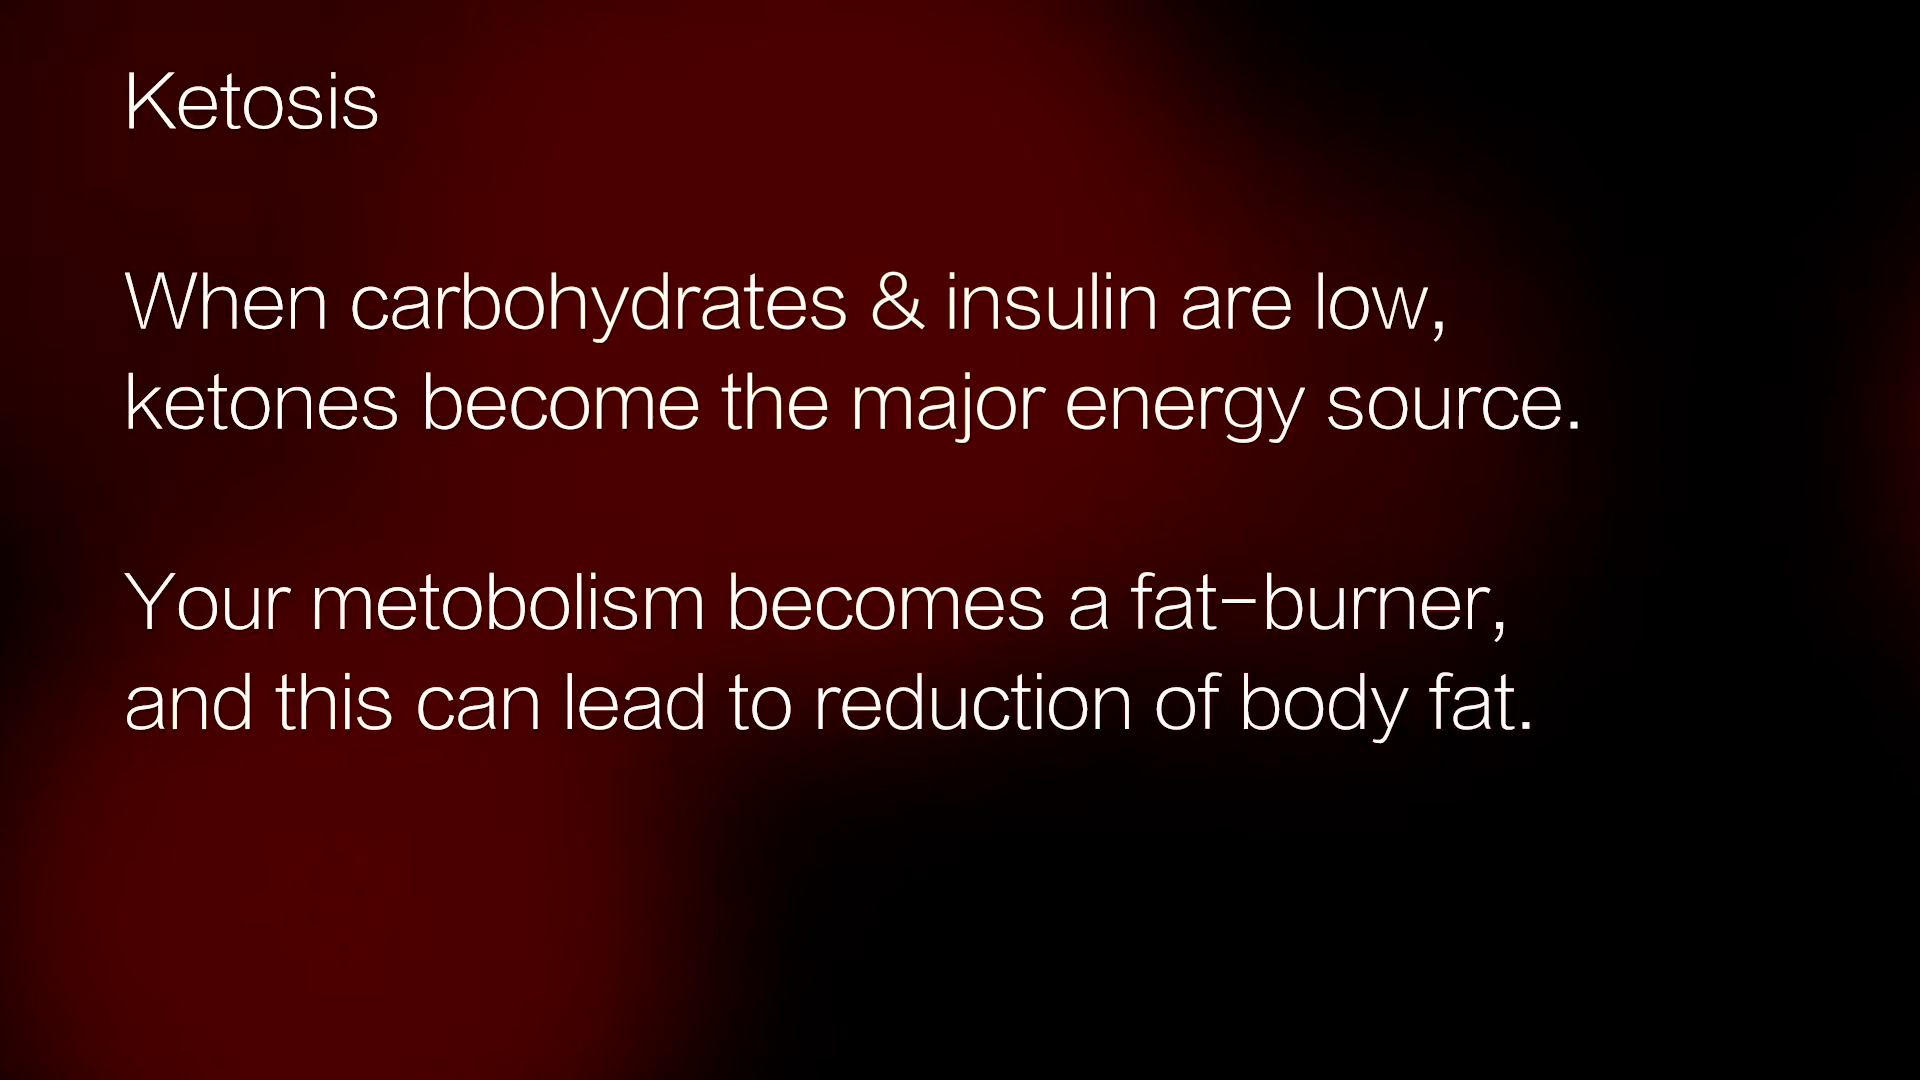 Ketosis
When carbohydrates & insulin are low,
ketones become the major energy source.
Your metobolism becomes a fat-burner,
and this can lead to reduction of body fat.